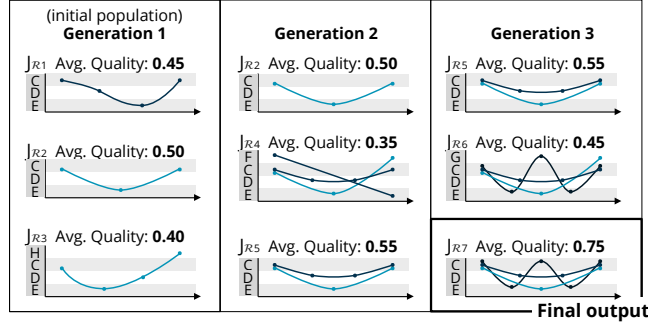 (initial population)
Generation 1
Generation 2
Generation 3
Jℛ1 Avg. Quality: 0.45
C
D
E
Jℛ2 Avg. Quality: 0.50
C
D
E
Jℛ3 Avg. Quality: 0.40
H
C
D
E
Jℛ2 Avg. Quality: 0.50
C
D
E
Jℛ4 Avg. Quality: 0.35
F
C
D
E
Jℛ5 Avg. Quality: 0.55
C
D
E
Jℛ5 Avg. Quality: 0.55
C
D
E
Jℛ6 Avg. Quality: 0.45
G
C
D
E
Jℛ7 Avg. Quality: 0.75
C
D
E
Final output